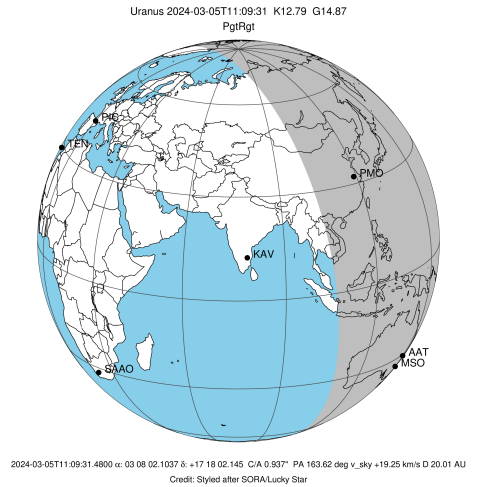 Uranus 2024-03-05T11:09:31 K12.79 G14.87
PgtRgt
PIC
TEN
PMO
KAV
AAT
MSO
SAAO
2024-03-05T11:09:31.4800 α: 03 08 02.1037 δ: +17 18 02.145 C/A 0.937" PA 163.62 deg v_sky +19.25 km/s D 20.01 AU
Credit: Styled after SORA/Lucky Star